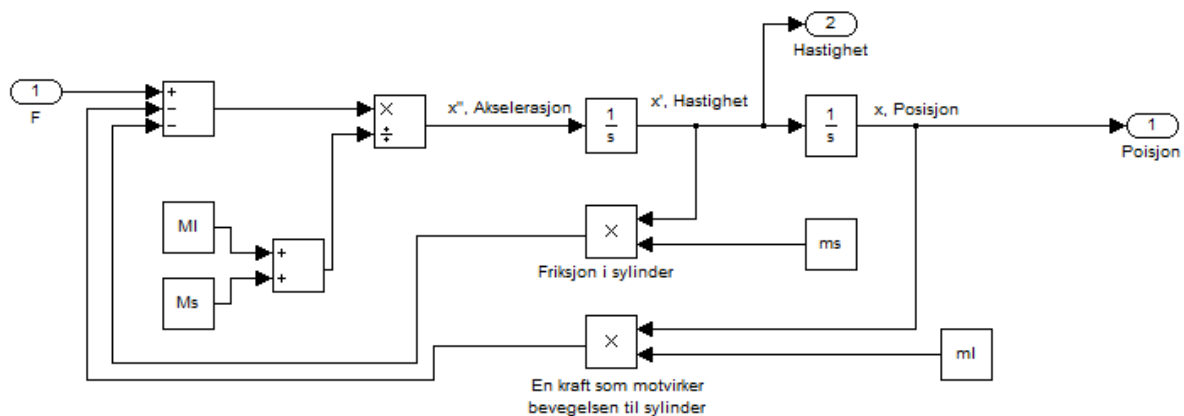 2
Hastighet
1
F
+
−
−
×
÷
x'', Akselerasjon
1
s
x', Hastighet
1
s
x, Posisjon
1
Poisjon
Ml
Ms
+
+
×
Friksjon i sylinder
ms
×
En kraft som motvirker
bevegelsen til sylinder
ml